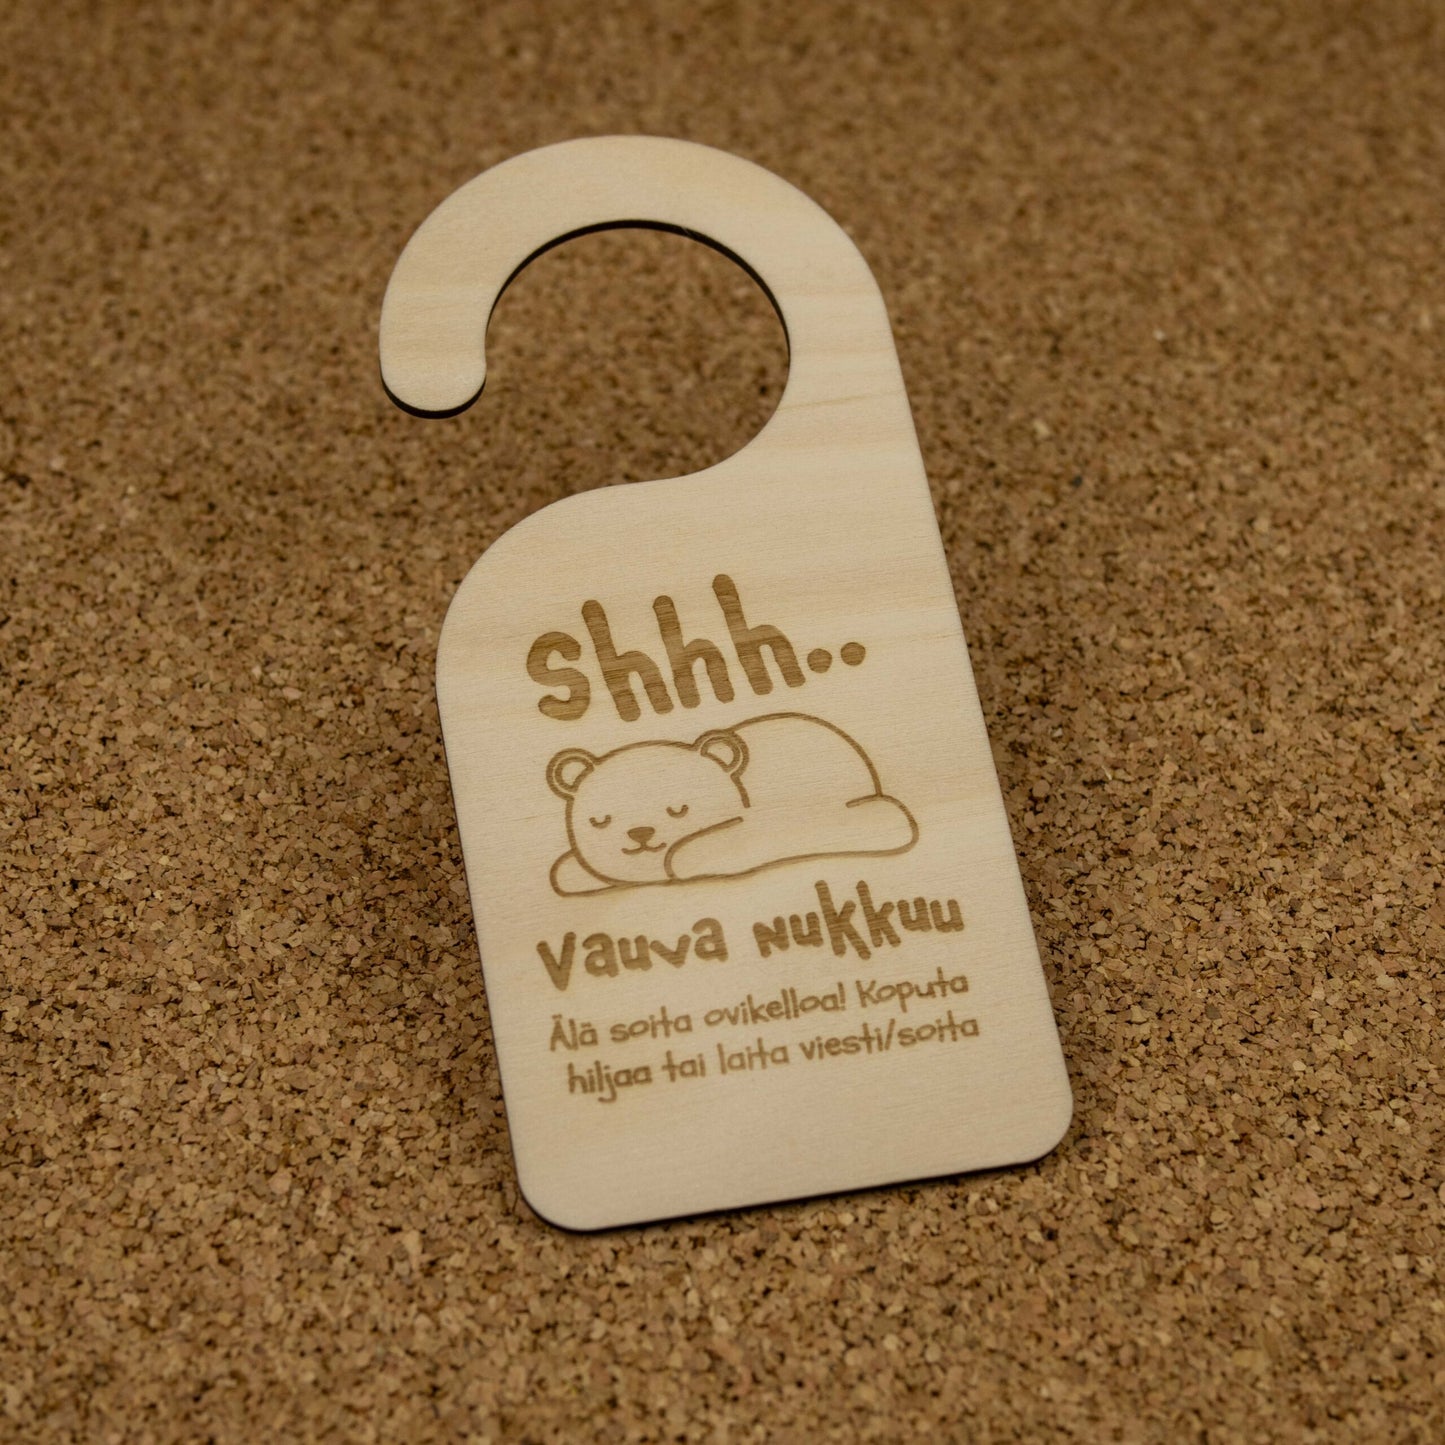 Shhh..
Vauva nukkuu
Älä soita ovikelloa! Koputa
hiljaa tai laita viesti/soita